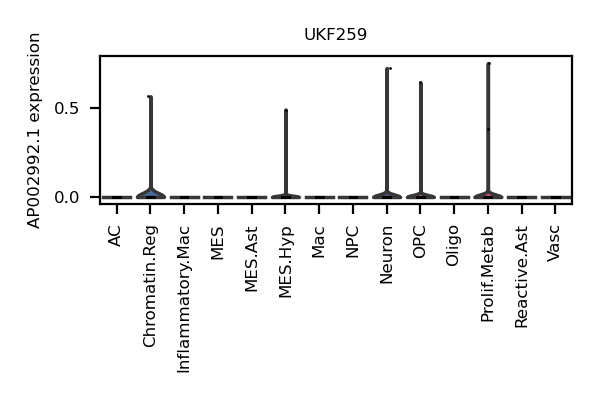 UKF259
AP002992.1 expression
0.5
0.0
AC
Chromatin.Reg
Inflammatory.Mac
MES
MES.Ast
MES.Hyp
Mac
NPC
Neuron
OPC
Oligo
Prolif.Metab
Reactive.Ast
Vasc